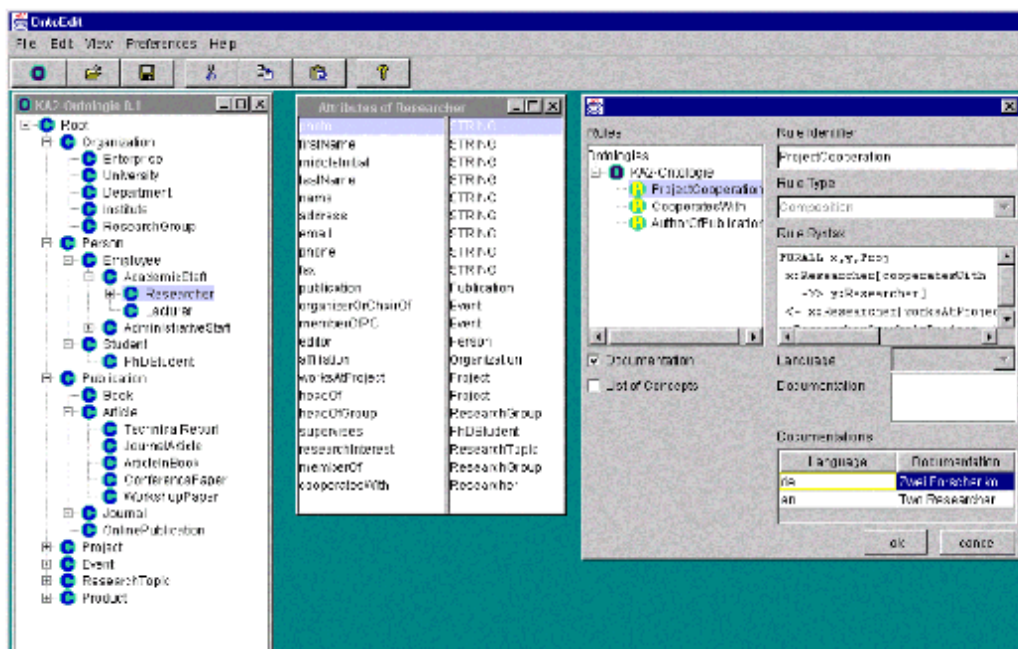 OntoEdit
File Edit View Preferences Help
KA2-Ontologie 0.1
Root
Organization
Enterprise
University
Department
Institute
ResearchGroup
Person
Employee
AcademicStaff
Researcher
Lecturer
AdministrativeStaff
Student
PhDStudent
Publication
Book
Article
TechnicalReport
JournalArticle
ArticleInBook
ConferencePaper
WorkshopPaper
Journal
OnlinePublication
Project
Event
ResearchTopic
Product
Attributes of Researcher
photo STRING
firstName STRING
middleInitial STRING
lastName STRING
name STRING
address STRING
email STRING
phone STRING
fax STRING
publication Publication
organizerOrChairOf Event
memberOfPC Event
editor Person
affiliation Organization
worksAtProject Project
headOf Project
headOfGroup ResearchGroup
supervises PhDStudent
researchInterest ResearchTopic
memberOf ResearchGroup
cooperatesWith Researcher
Rules
Ontologies
KA2-Ontologie
ProjectCooperation
CooperatesWith
AuthorOfPublication
Documentation
List of Concepts
Rule Identifier
ProjectCooperation
Rule Type
Composition
Rule Syntax
FORALL x,y,Proj
x:Researcher[cooperatesWith
->> y:Researcher]
<- x:Researcher[worksAtProjec
Language
Documentation
Documentations
Language Documentation
de Zwei Forscher ko
en Two Researcher
ok cancel